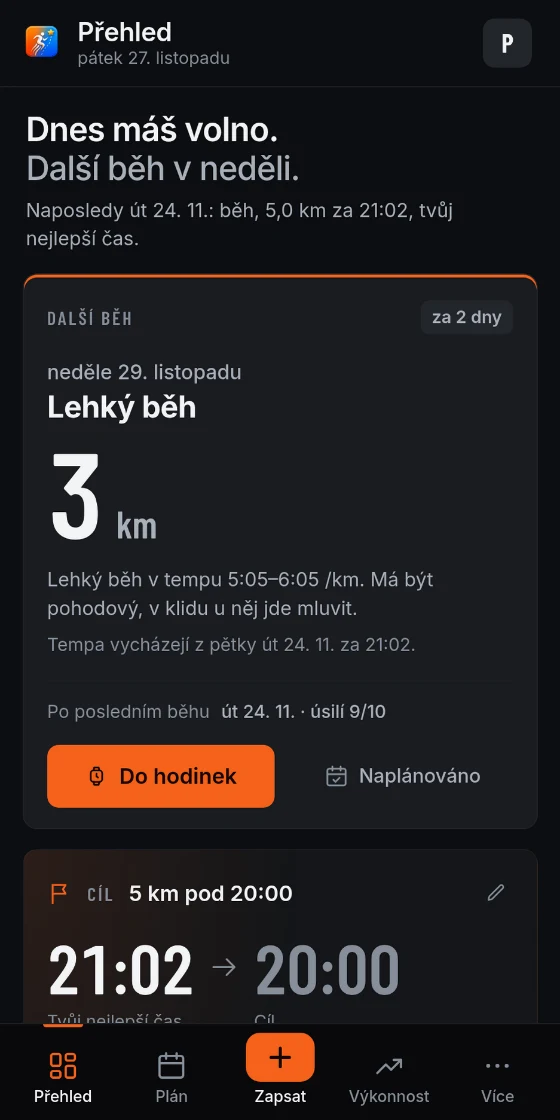 Přehled
pátek 27. listopadu
P
Dnes máš volno.
Další běh v neděli.
Naposledy út 24. 11.: běh, 5,0 km za 21:02, tvůj
nejlepší čas.
DALŠÍ BĚH
za 2 dny
neděle 29. listopadu
Lehký běh
3 km
Lehký běh v tempu 5:05–6:05 /km. Má být
pohodový, v klidu u něj jde mluvit.
Tempa vycházejí z pětky út 24. 11. za 21:02.
Po posledním běhu út 24. 11. · úsilí 9/10
Do hodinek
Naplánováno
CÍL 5 km pod 20:00
21:02 → 20:00
Tvůj nejlepší čas
Cíl
Přehled
Plán
Zapsat
Výkonnost
Více